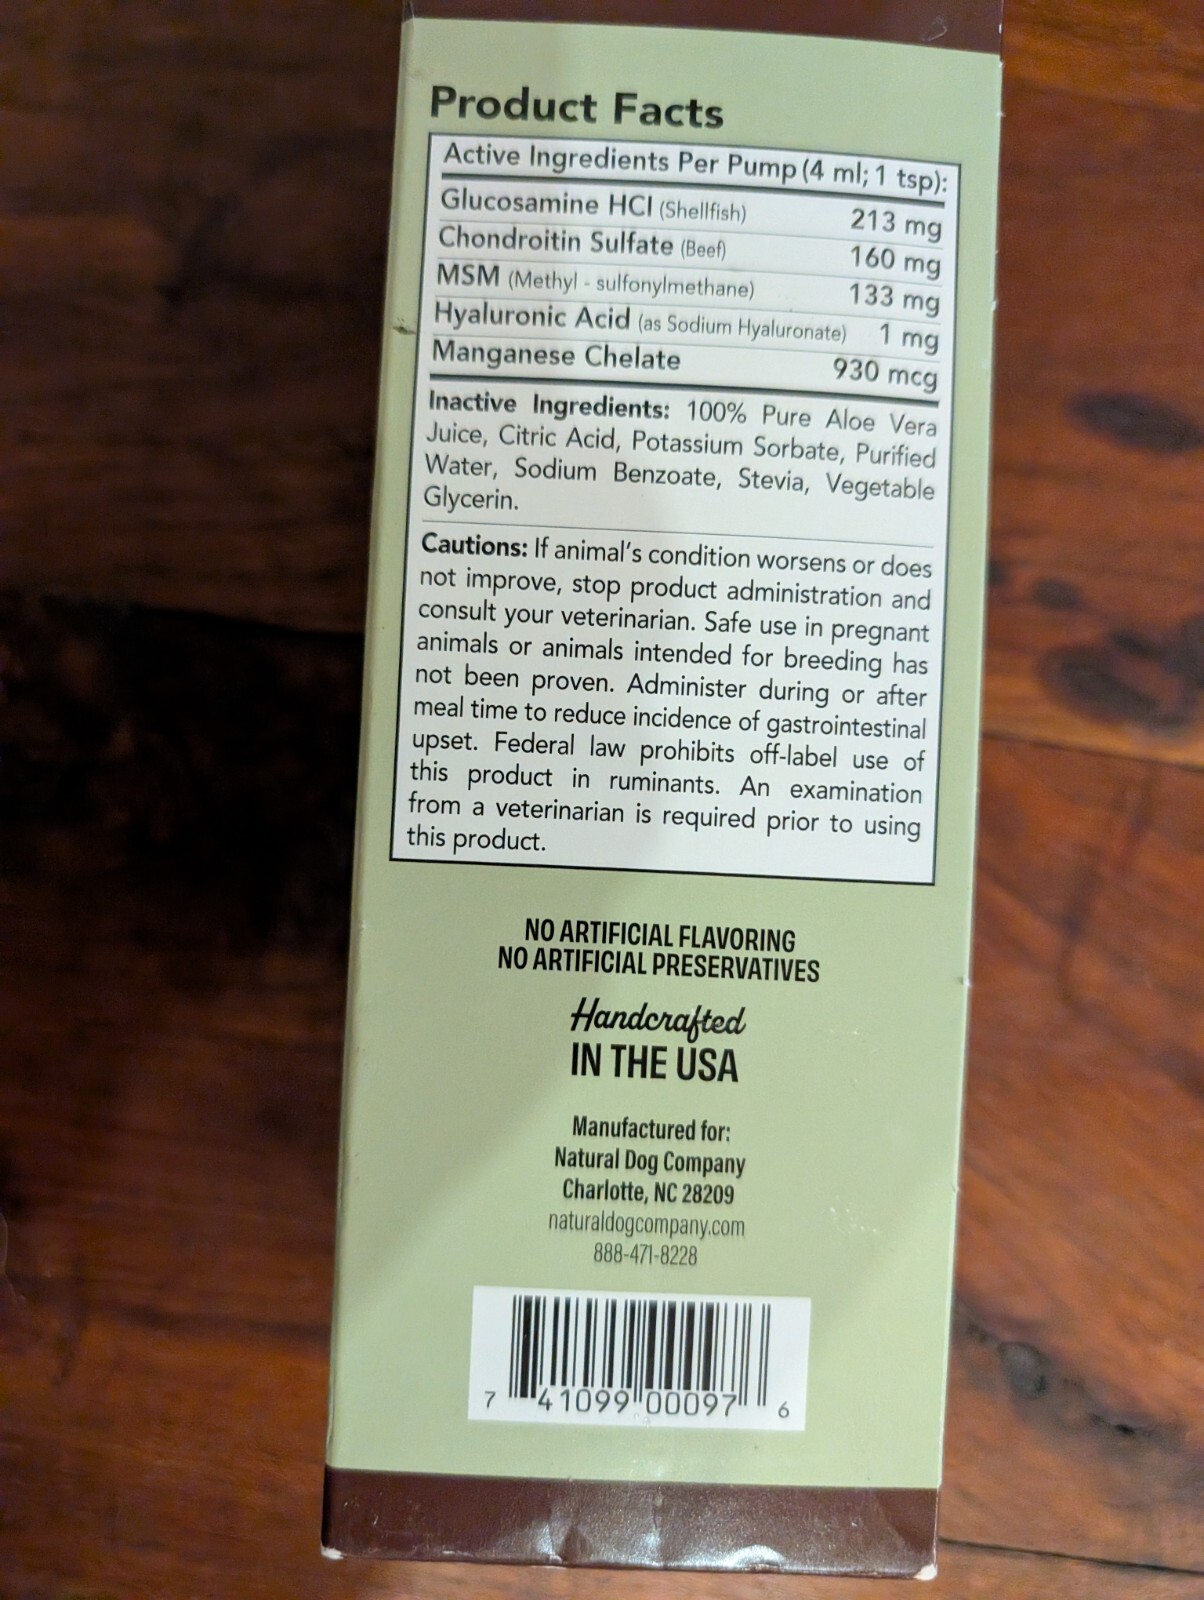 Product Facts
Active Ingredients Per Pump (4 ml; 1 tsp):
Glucosamine HCl (Shellfish) 213 mg
Chondroitin Sulfate (Beef) 160 mg
MSM (Methyl - sulfonylmethane) 133 mg
Hyaluronic Acid (as Sodium Hyaluronate) 1 mg
Manganese Chelate 930 mcg
Inactive Ingredients: 100% Pure Aloe Vera
Juice, Citric Acid, Potassium Sorbate, Purified
Water, Sodium Benzoate, Stevia, Vegetable
Glycerin.
Cautions: If animal's condition worsens or does
not improve, stop product administration and
consult your veterinarian. Safe use in pregnant
animals or animals intended for breeding has
not been proven. Administer during or after
meal time to reduce incidence of gastrointestinal
upset. Federal law prohibits off-label use of
this product in ruminants. An examination
from a veterinarian is required prior to using
this product.
NO ARTIFICIAL FLAVORING
NO ARTIFICIAL PRESERVATIVES
Handcrafted
IN THE USA
Manufactured for:
Natural Dog Company
Charlotte, NC 28209
naturaldogcompany.com
888-471-8228
7 41099 00097 6